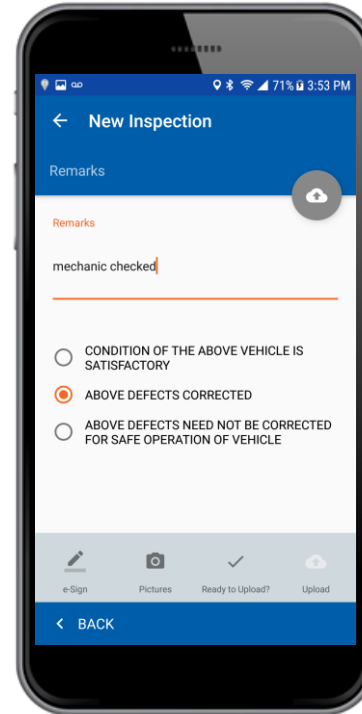 71% 3:53 PM
New Inspection
Remarks
Remarks
mechanic checked
CONDITION OF THE ABOVE VEHICLE IS
SATISFACTORY
ABOVE DEFECTS CORRECTED
ABOVE DEFECTS NEED NOT BE CORRECTED
FOR SAFE OPERATION OF VEHICLE
e-Sign Pictures Ready to Upload? Upload
BACK